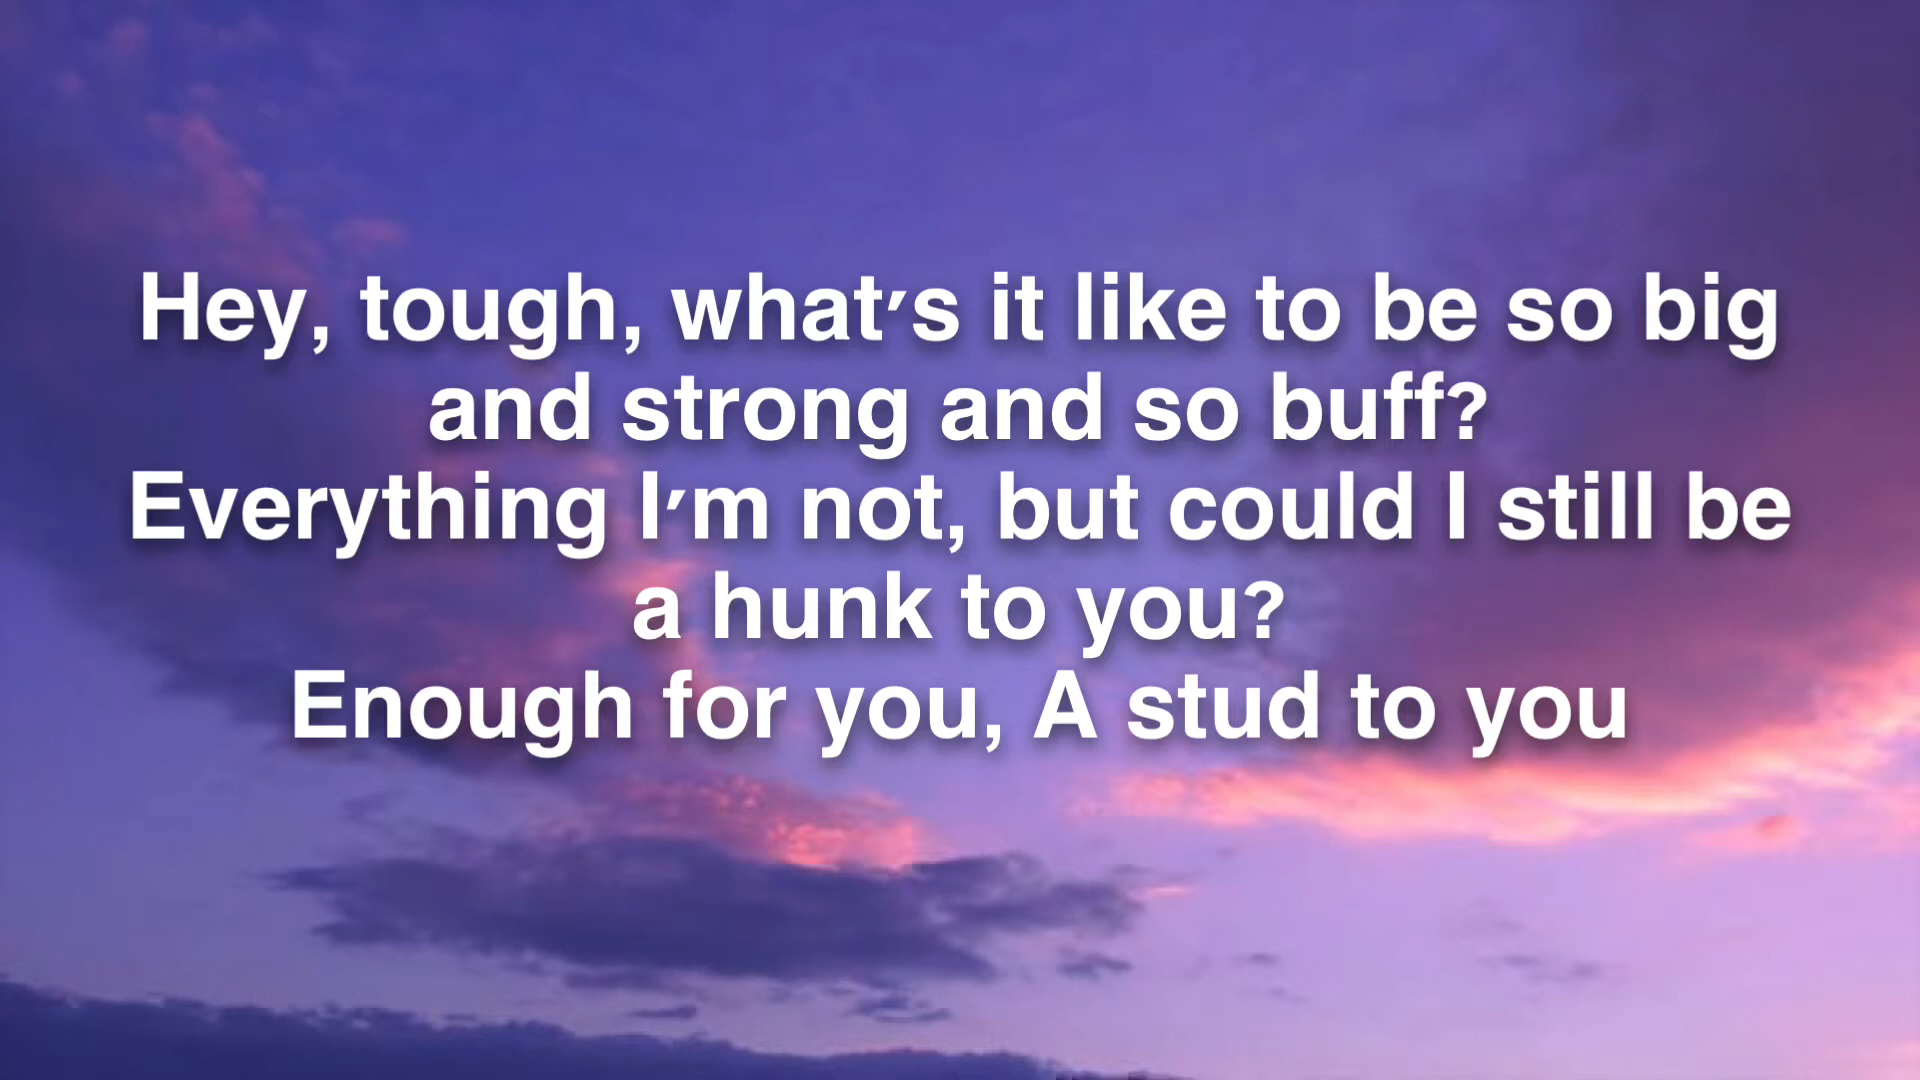 Hey, tough, what's it like to be so big
and strong and so buff?
Everything I'm not, but could I still be
a hunk to you?
Enough for you, A stud to you